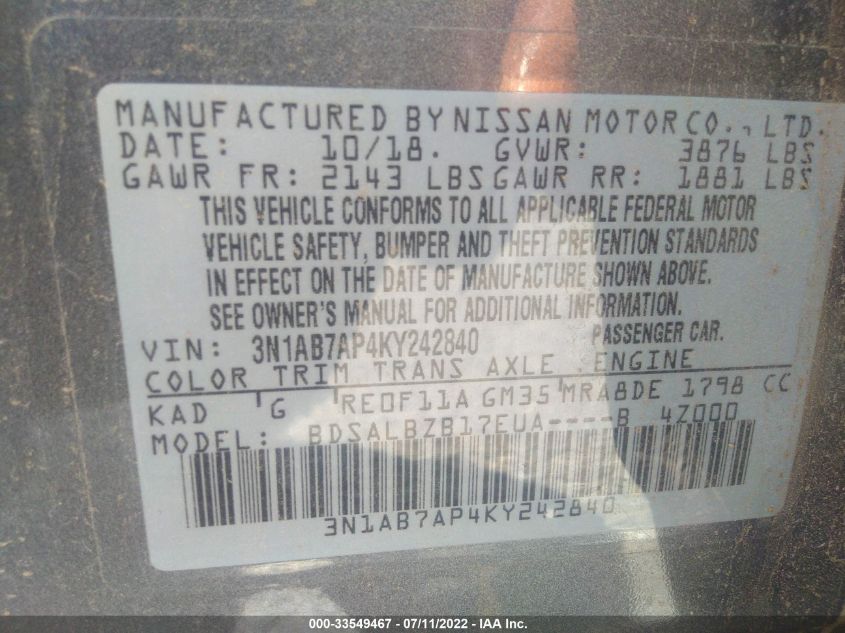 MANUFACTURED BY NISSAN MOTOR CO., LTD.
DATE: 10/18. GVWR: 3876 LBS
GAWR FR: 2143 LBS GAWR RR: 1881 LBS
THIS VEHICLE CONFORMS TO ALL APPLICABLE FEDERAL MOTOR
VEHICLE SAFETY, BUMPER AND THEFT PREVENTION STANDARDS
IN EFFECT ON THE DATE OF MANUFACTURE SHOWN ABOVE.
SEE OWNER'S MANUAL FOR ADDITIONAL INFORMATION.
VIN: 3N1AB7AP4KY242840 PASSENGER CAR.
COLOR TRIM TRANS AXLE ENGINE
KAD G RE0F11A GM35 MRA8DE 1798 CC
MODEL: BDSALBZB17EUA----B 4Z000
3N1AB7AP4KY242840
000-33549467 - 07/11/2022 - IAA Inc.